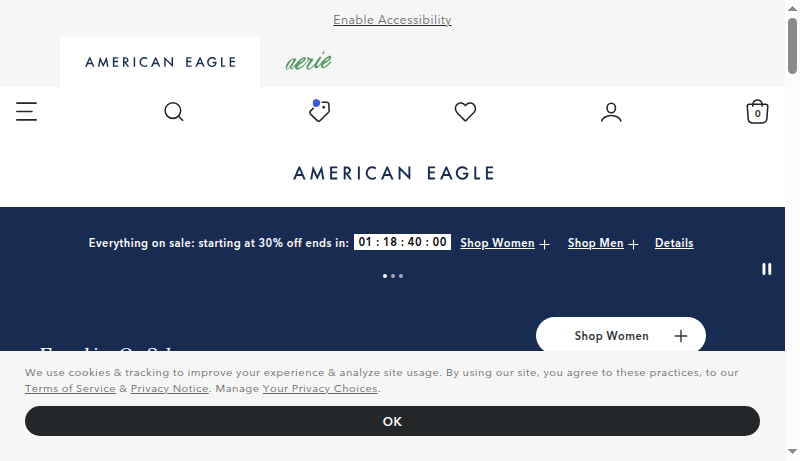 Enable Accessibility
AMERICAN EAGLE
aerie
0
AMERICAN EAGLE
Everything on sale: starting at 30% off ends in: 01 : 18 : 40 : 00 Shop Women + Shop Men + Details
Shop Women +
We use cookies & tracking to improve your experience & analyze site usage. By using our site, you agree to these practices, to our
Terms of Service & Privacy Notice. Manage Your Privacy Choices.
OK